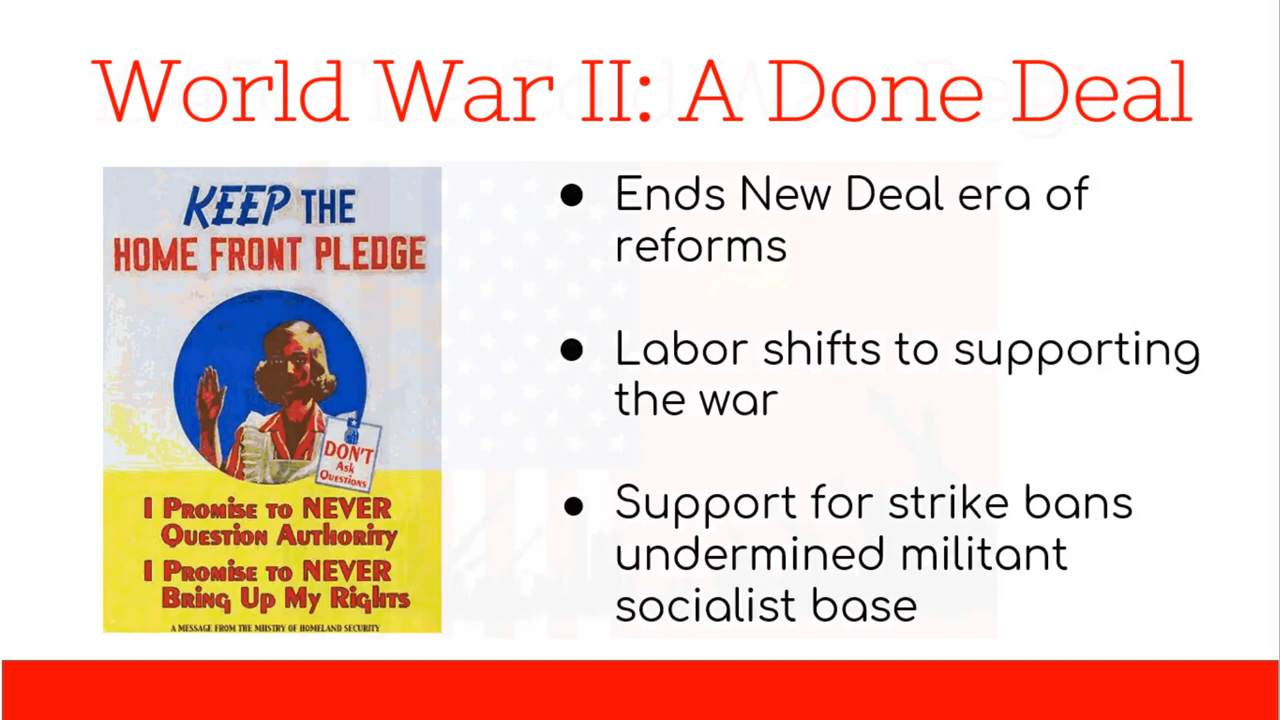 World War II: A Done Deal
KEEP THE
HOME FRONT PLEDGE
DON'T
Ask
Questions
I Promise to NEVER
Question Authority
I Promise to NEVER
Bring Up My Rights
A MESSAGE FROM THE MIISTRY OF HOMELAND SECURITY
● Ends New Deal era of
reforms
● Labor shifts to supporting
the war
● Support for strike bans
undermined militant
socialist base